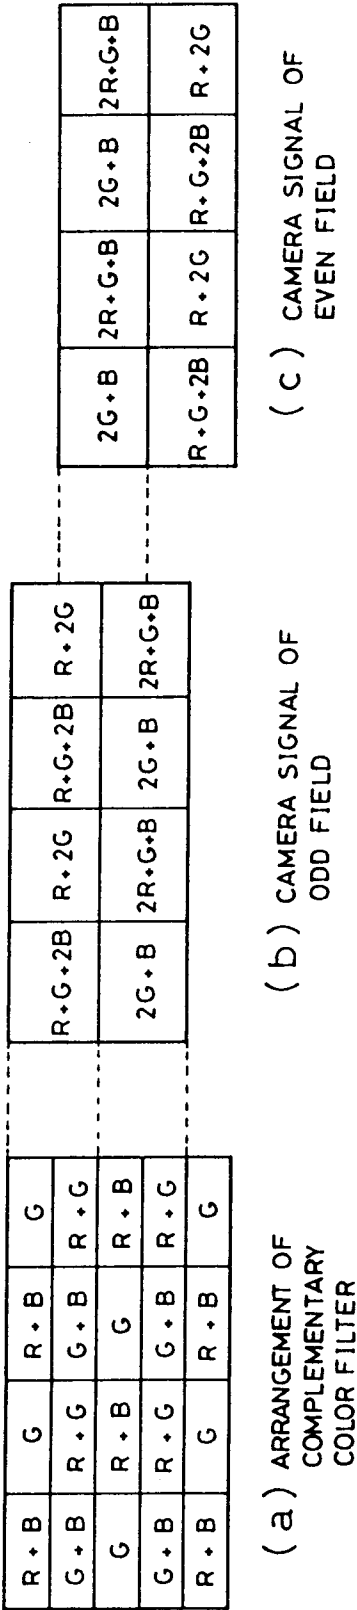 R + B G R + B G
G + B R + G G + B R + G
G R + B G R + B
G + B R + G G + B R + G
R + B G R + B G
(a) ARRANGEMENT OF
COMPLEMENTARY
COLOR FILTER
R+G+2B R + 2G R+G+2B R + 2G
2G + B 2R+G+B 2G + B 2R+G+B
(b) CAMERA SIGNAL OF
ODD FIELD
2G + B 2R+G+B 2G + B 2R+G+B
R+G+2B R + 2G R+G+2B R + 2G
(c) CAMERA SIGNAL OF
EVEN FIELD